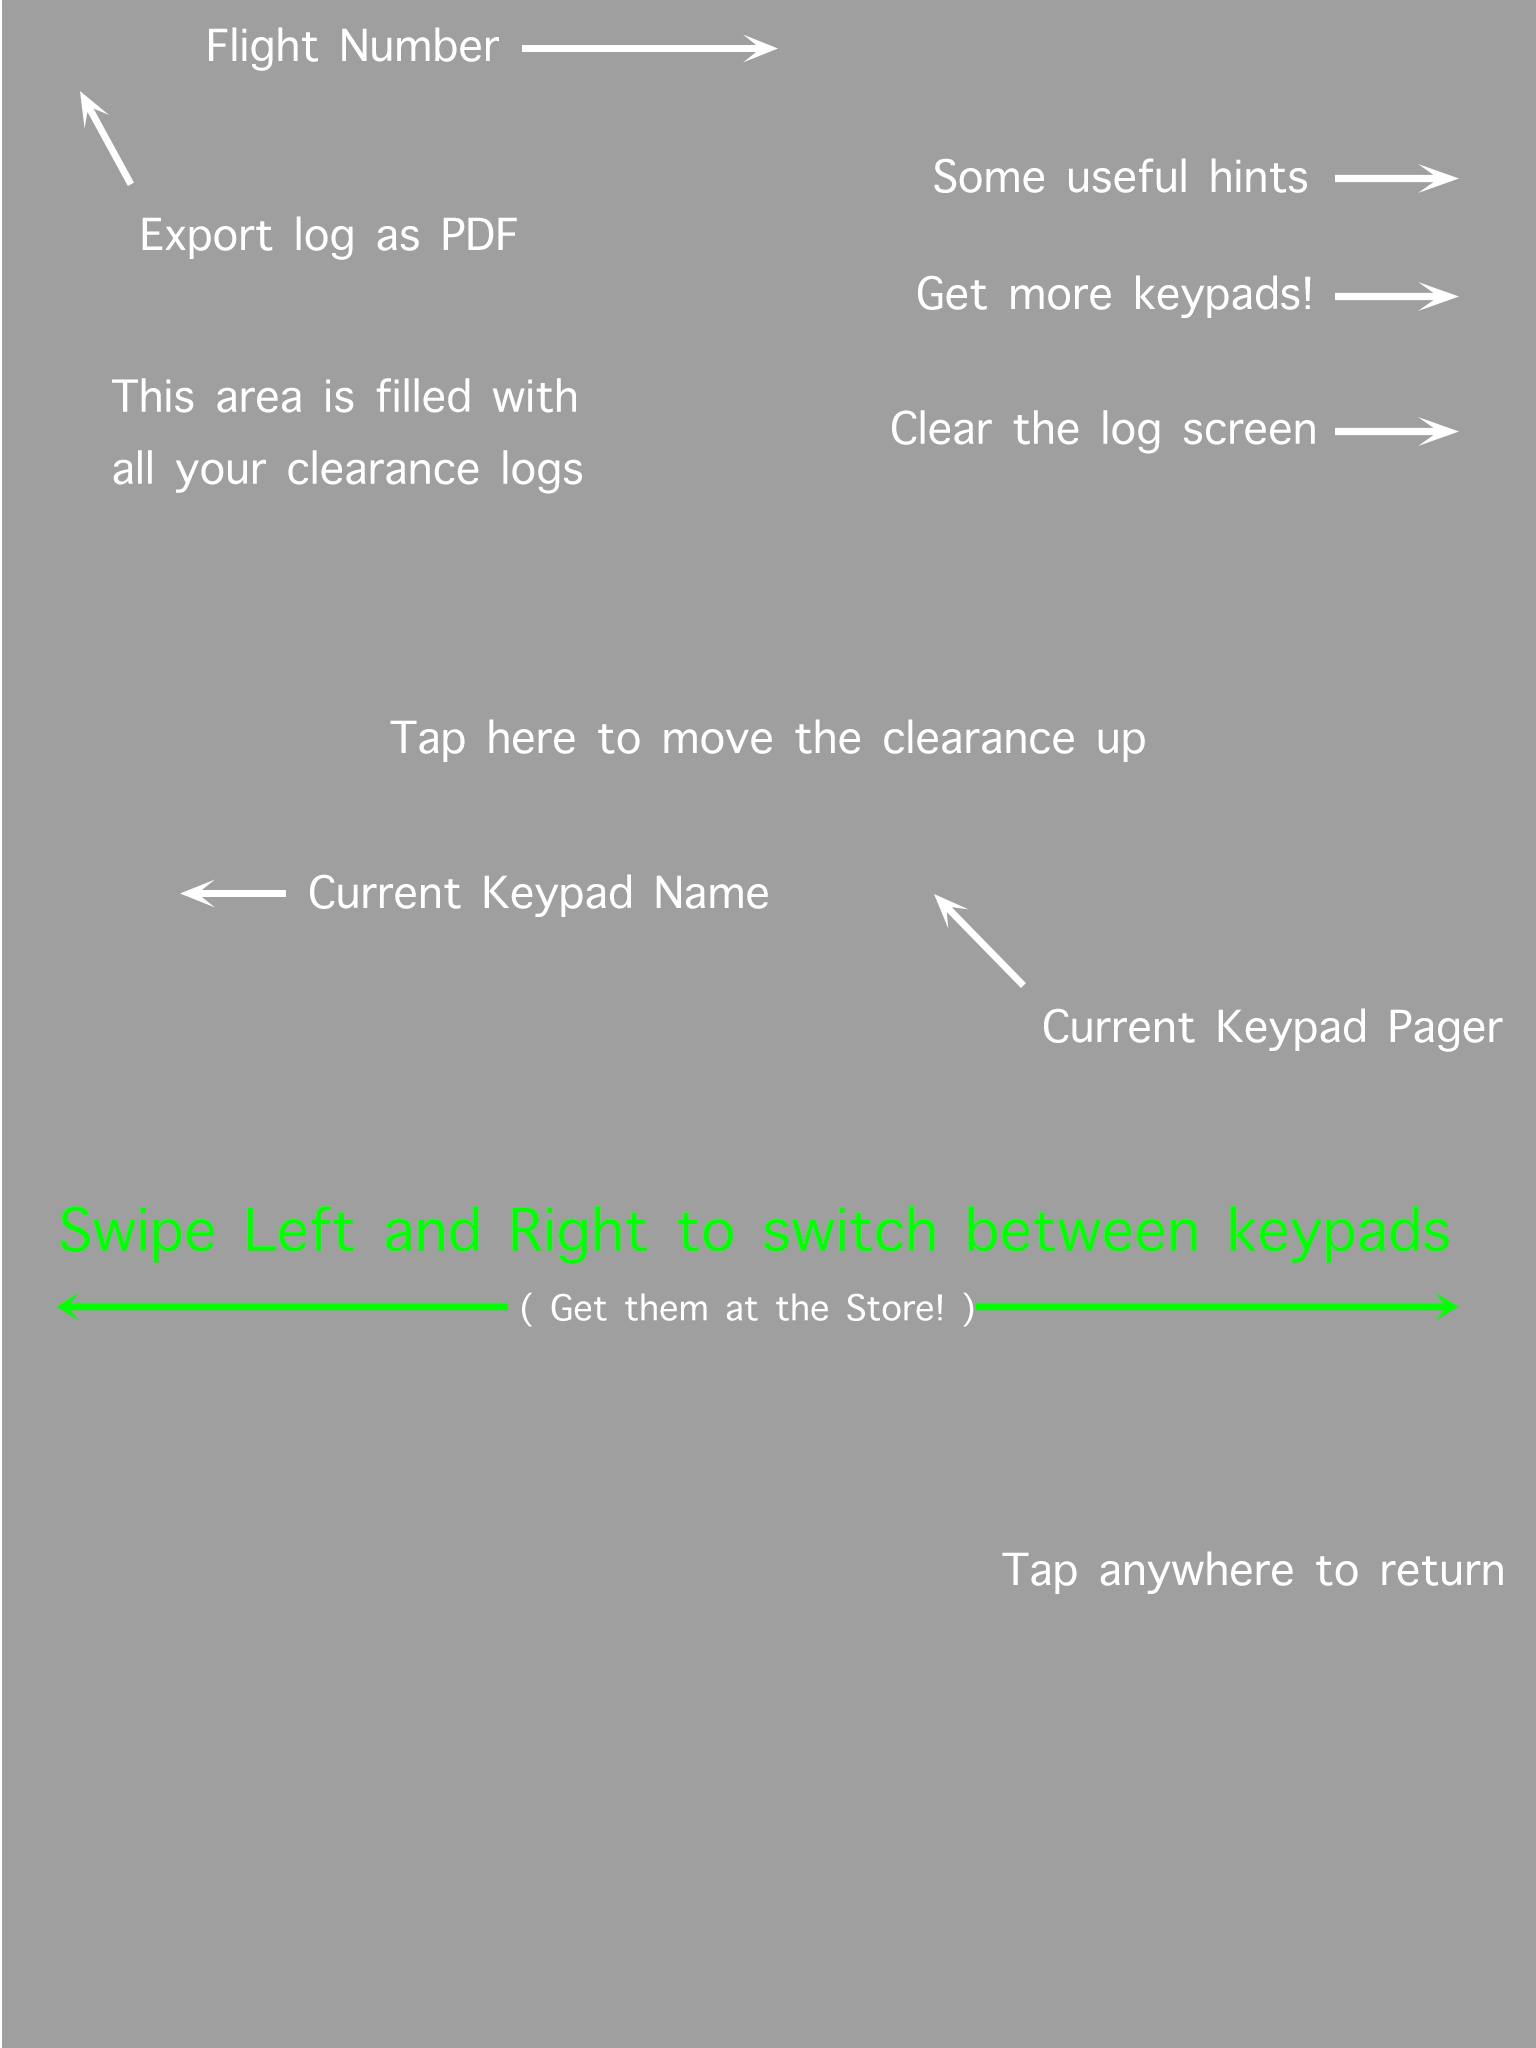 Flight Number
Some useful hints
Export log as PDF
Get more keypads!
This area is filled with
all your clearance logs
Clear the log screen
Tap here to move the clearance up
Current Keypad Name
Current Keypad Pager
Swipe Left and Right to switch between keypads
( Get them at the Store! )
Tap anywhere to return